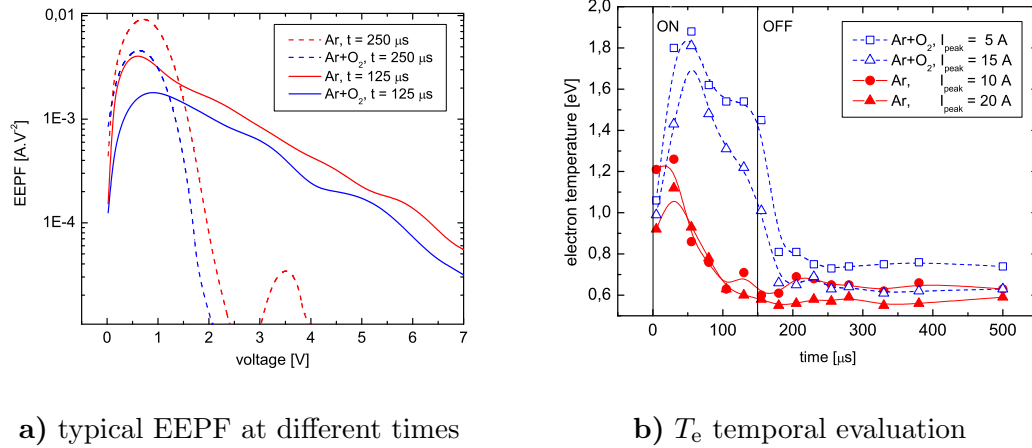 0,01
1E-3
1E-4
EEPF [A.V⁻²]
Ar, t = 250 μs
Ar+O₂, t = 250 μs
Ar, t = 125 μs
Ar+O₂, t = 125 μs
0 1 2 3 4 5 6 7
voltage [V]
a) typical EEPF at different times
2,0
1,8
1,6
1,4
1,2
1,0
0,8
0,6
electron temperature [eV]
ON OFF
Ar+O₂, I_peak = 5 A
Ar+O₂, I_peak = 15 A
Ar, I_peak = 10 A
Ar, I_peak = 20 A
0 100 200 300 400 500
time [μs]
b) Tₑ temporal evaluation